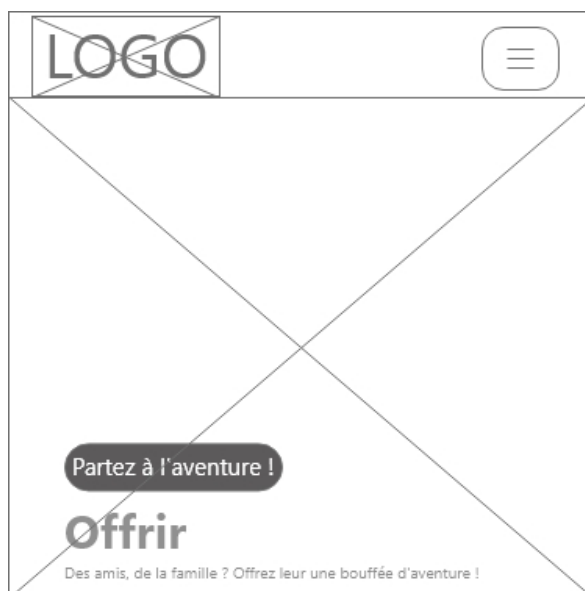 LOGO
Partez à l'aventure !
Offrir
Des amis, de la famille ? Offrez leur une bouffée d'aventure !